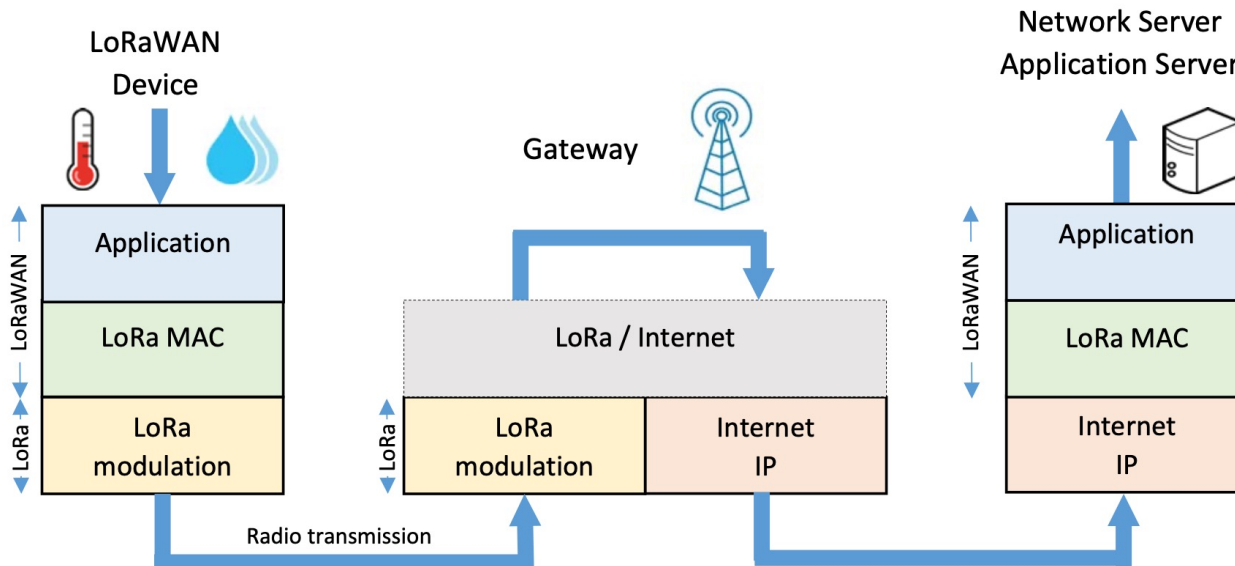 LoRaWAN
Device
Gateway
Network Server
Application Server
LoRaWAN
LoRa
Application
LoRa MAC
LoRa
modulation
Radio transmission
LoRa / Internet
LoRa
LoRa
modulation
Internet
IP
LoRaWAN
Application
LoRa MAC
Internet
IP